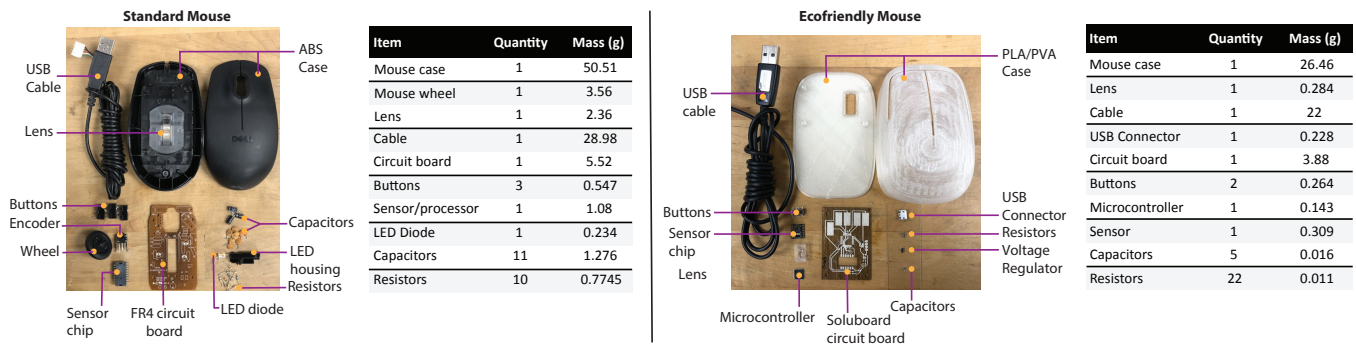 Standard Mouse
USB
Cable
ABS
Case
Lens
DELL
Buttons
Encoder
Wheel
Capacitors
LED
housing
Resistors
Sensor
chip
FR4 circuit
board
LED diode
Item Quantity Mass (g)
Mouse case 1 50.51
Mouse wheel 1 3.56
Lens 1 2.36
Cable 1 28.98
Circuit board 1 5.52
Buttons 3 0.547
Sensor/processor 1 1.08
LED Diode 1 0.234
Capacitors 11 1.276
Resistors 10 0.7745
Ecofriendly Mouse
PLA/PVA
Case
USB
cable
Buttons
Sensor
chip
Lens
USB
Connector
Resistors
Voltage
Regulator
Microcontroller
Soluboard
circuit board
Capacitors
Item Quantity Mass (g)
Mouse case 1 26.46
Lens 1 0.284
Cable 1 22
USB Connector 1 0.228
Circuit board 1 3.88
Buttons 2 0.264
Microcontroller 1 0.143
Sensor 1 0.309
Capacitors 5 0.016
Resistors 22 0.011